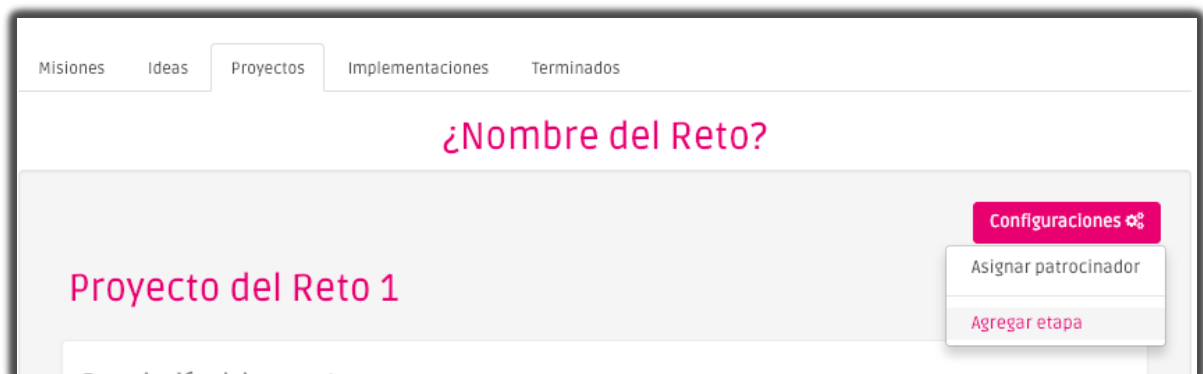 Misiones Ideas Proyectos Implementaciones Terminados
¿Nombre del Reto?
Configuraciones
Asignar patrocinador
Proyecto del Reto 1
Agregar etapa